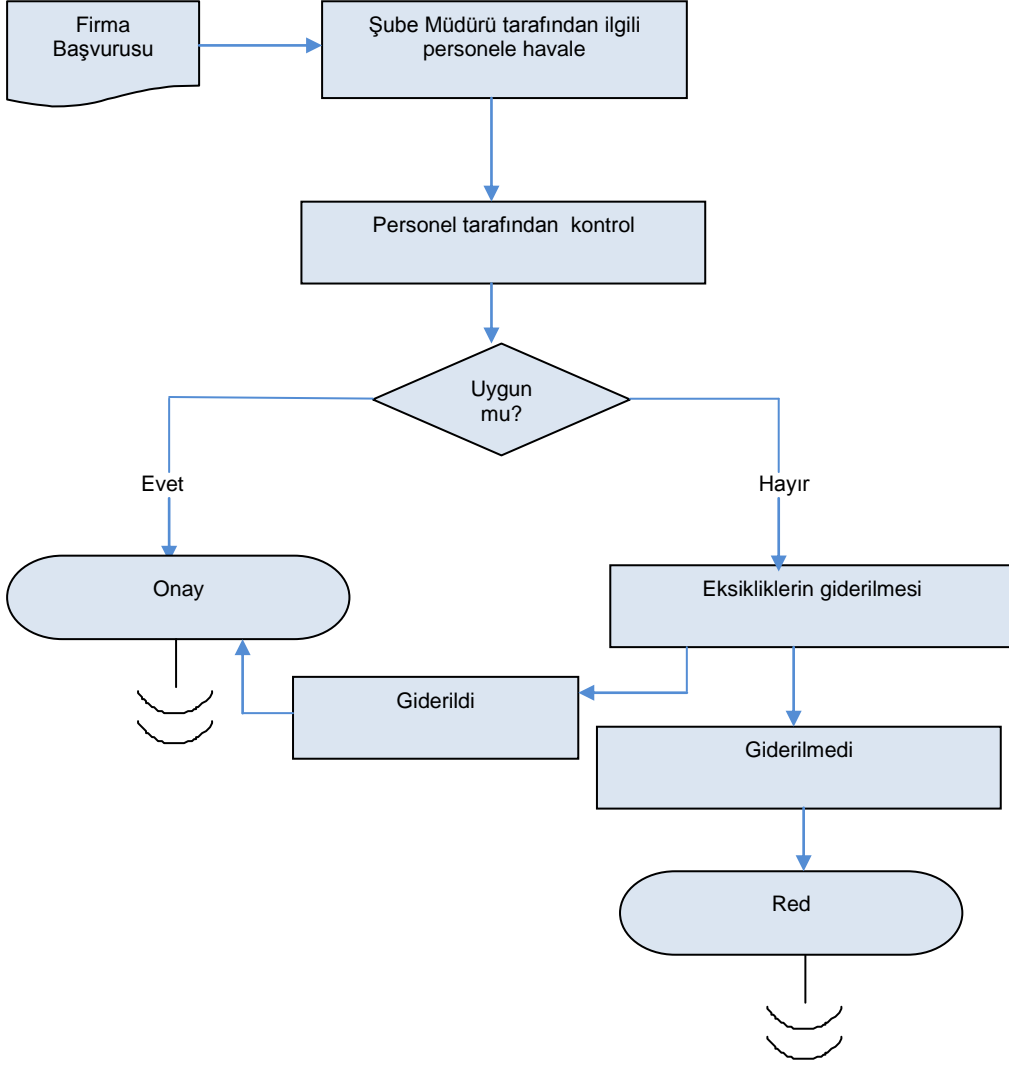 Firma
Başvurusu
Şube Müdürü tarafından ilgili
personele havale
Personel tarafından  kontrol
Uygun
mu?
Evet
Hayır
Onay
Eksikliklerin giderilmesi
Giderildi
Giderilmedi
Red